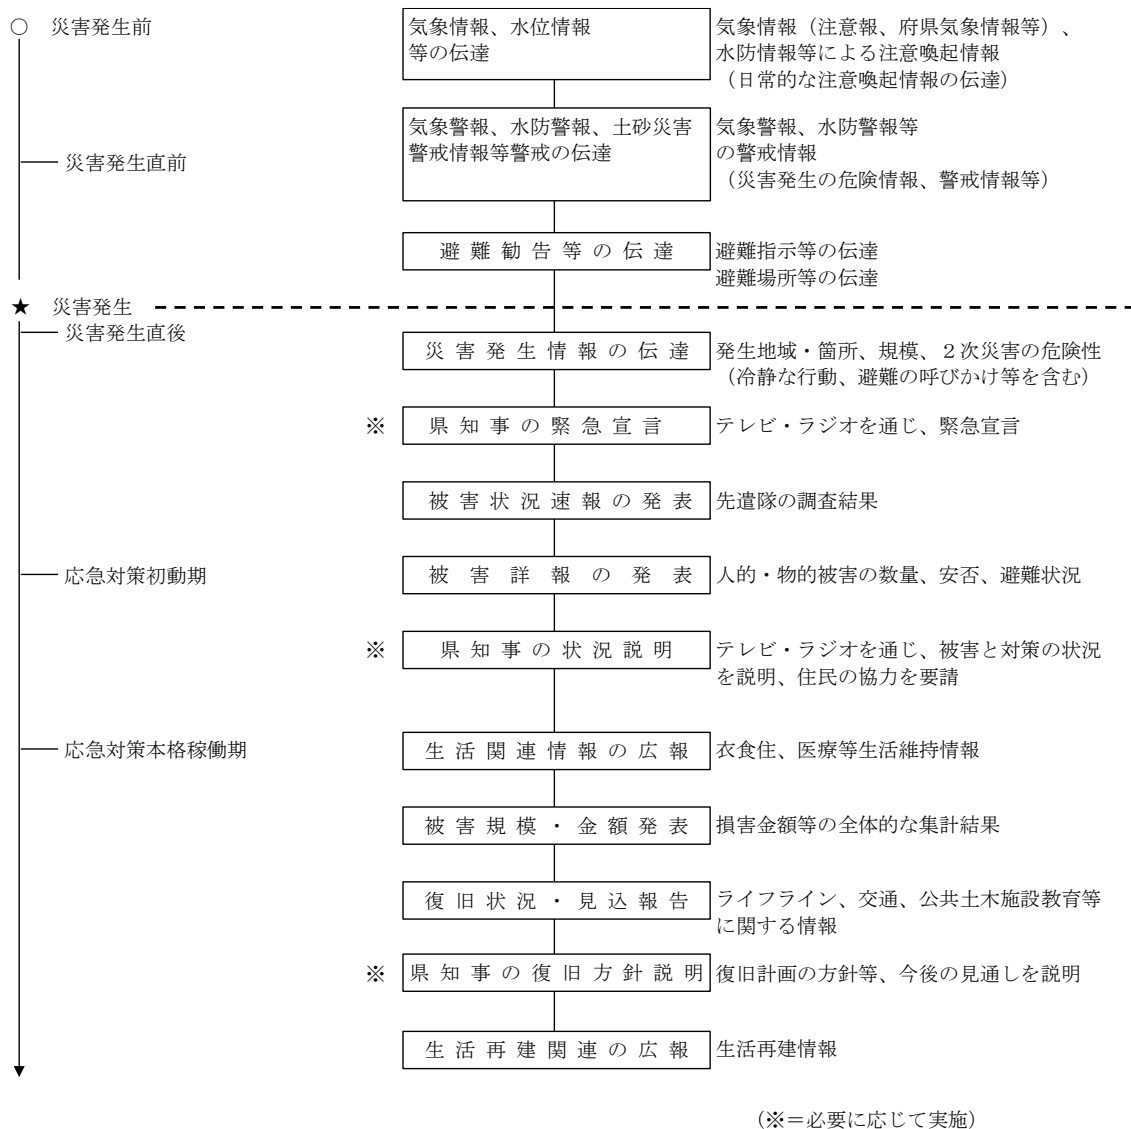 ○ 災害発生前
気象情報、水位情報
等の伝達
気象情報（注意報、府県気象情報等）、
水防情報等による注意喚起情報
（日常的な注意喚起情報の伝達）
災害発生直前
気象警報、水防警報、土砂災害
警戒情報等警戒の伝達
気象警報、水防警報等
の警戒情報
（災害発生の危険情報、警戒情報等）
避難勧告等の伝達
避難指示等の伝達
避難場所等の伝達
★ 災害発生
災害発生直後
災害発生情報の伝達
発生地域・箇所、規模、２次災害の危険性
（冷静な行動、避難の呼びかけ等を含む）
※ 県知事の緊急宣言
テレビ・ラジオを通じ、緊急宣言
被害状況速報の発表
先遣隊の調査結果
応急対策初動期
被害詳報の発表
人的・物的被害の数量、安否、避難状況
※ 県知事の状況説明
テレビ・ラジオを通じ、被害と対策の状況
を説明、住民の協力を要請
応急対策本格稼働期
生活関連情報の広報
衣食住、医療等生活維持情報
被害規模・金額発表
損害金額等の全体的な集計結果
復旧状況・見込報告
ライフライン、交通、公共土木施設教育等
に関する情報
※ 県知事の復旧方針説明
復旧計画の方針等、今後の見通しを説明
生活再建関連の広報
生活再建情報
（※＝必要に応じて実施）